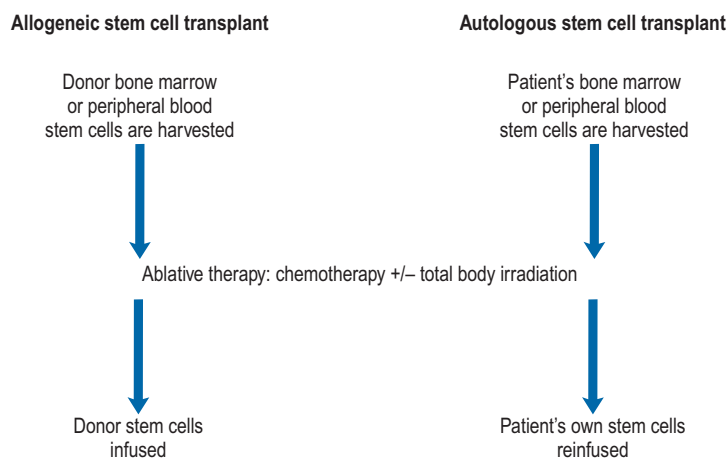 Allogeneic stem cell transplant
Autologous stem cell transplant
Donor bone marrow
or peripheral blood
stem cells are harvested
Patient's bone marrow
or peripheral blood
stem cells are harvested
Ablative therapy: chemotherapy +/– total body irradiation
Donor stem cells
infused
Patient's own stem cells
reinfused